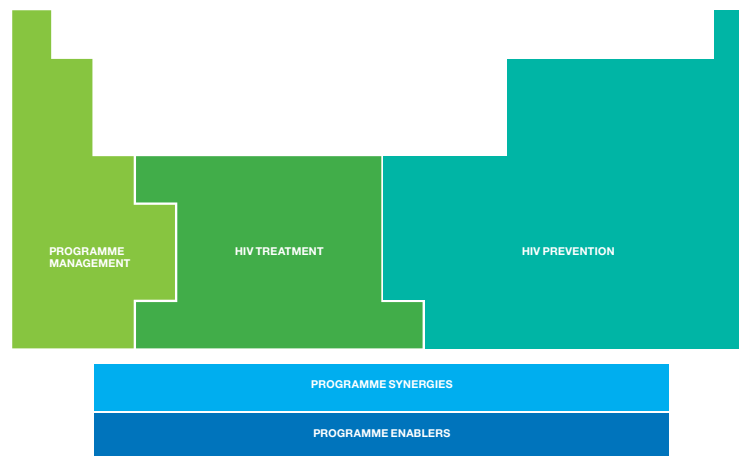 PROGRAMME
MANAGEMENT
HIV TREATMENT
HIV PREVENTION
PROGRAMME SYNERGIES
PROGRAMME ENABLERS